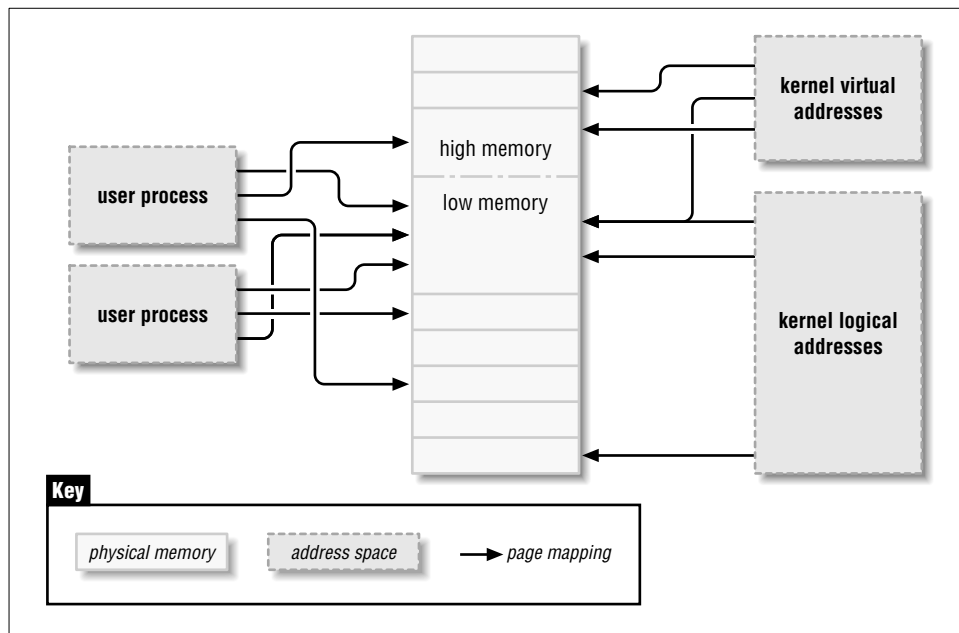 kernel virtual
addresses
high memory
user process
low memory
user process
kernel logical
addresses
Key
physical memory
address space
page mapping